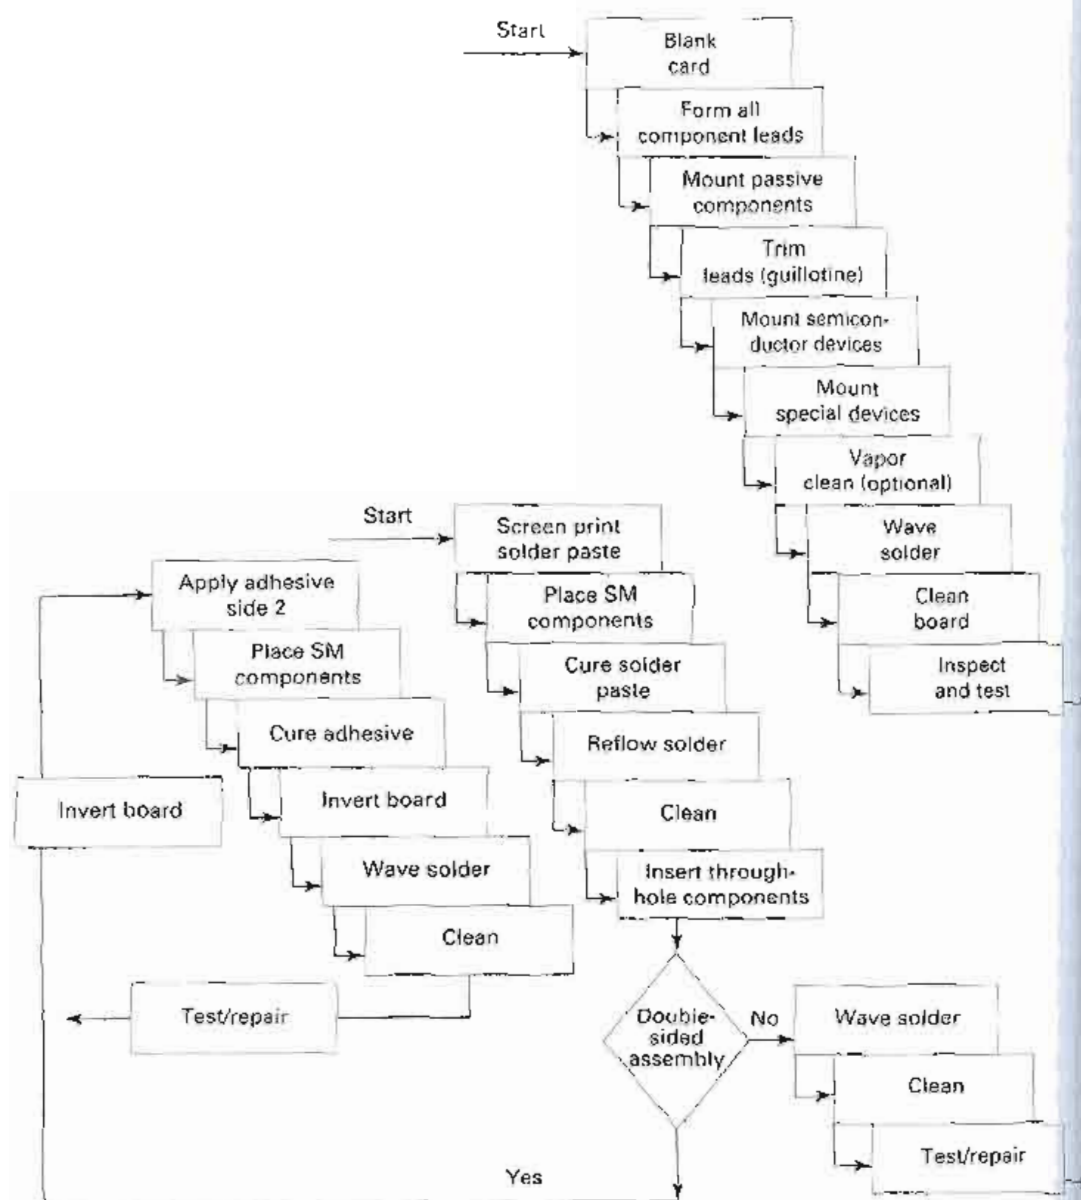 Start
Blank
card
Form all
component leads
Mount passive
components
Trim
leads (guillotine)
Mount semicon-
ductor devices
Mount
special devices
Vapor
clean (optional)
Wave
solder
Clean
board
Inspect
and test
Start
Screen print
solder paste
Place SM
components
Cure solder
paste
Reflow solder
Clean
Insert through-
hole components
Double-
sided
assembly
No
Wave solder
Clean
Test/repair
Yes
Invert board
Apply adhesive
side 2
Place SM
components
Cure adhesive
Invert board
Wave solder
Clean
Test/repair